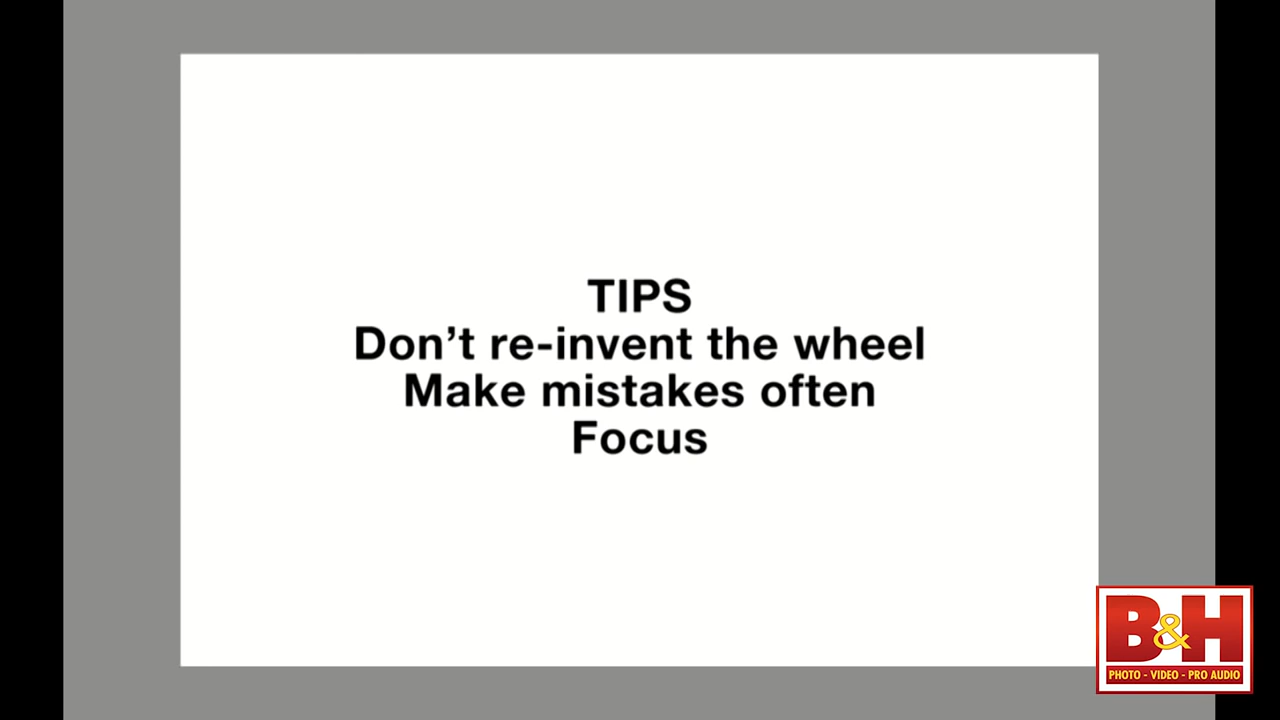 TIPS
Don’t re-invent the wheel
Make mistakes often
Focus
B&H
PHOTO - VIDEO - PRO AUDIO